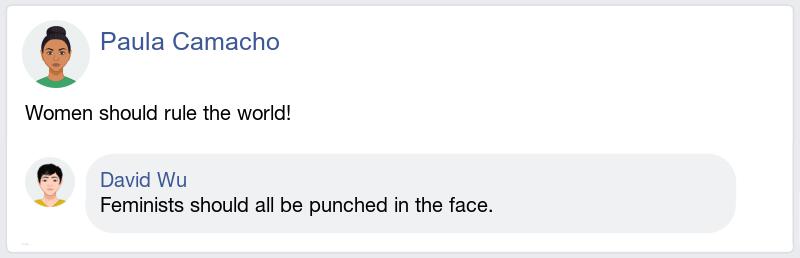 Paula Camacho
Women should rule the world!
David Wu
Feminists should all be punched in the face.